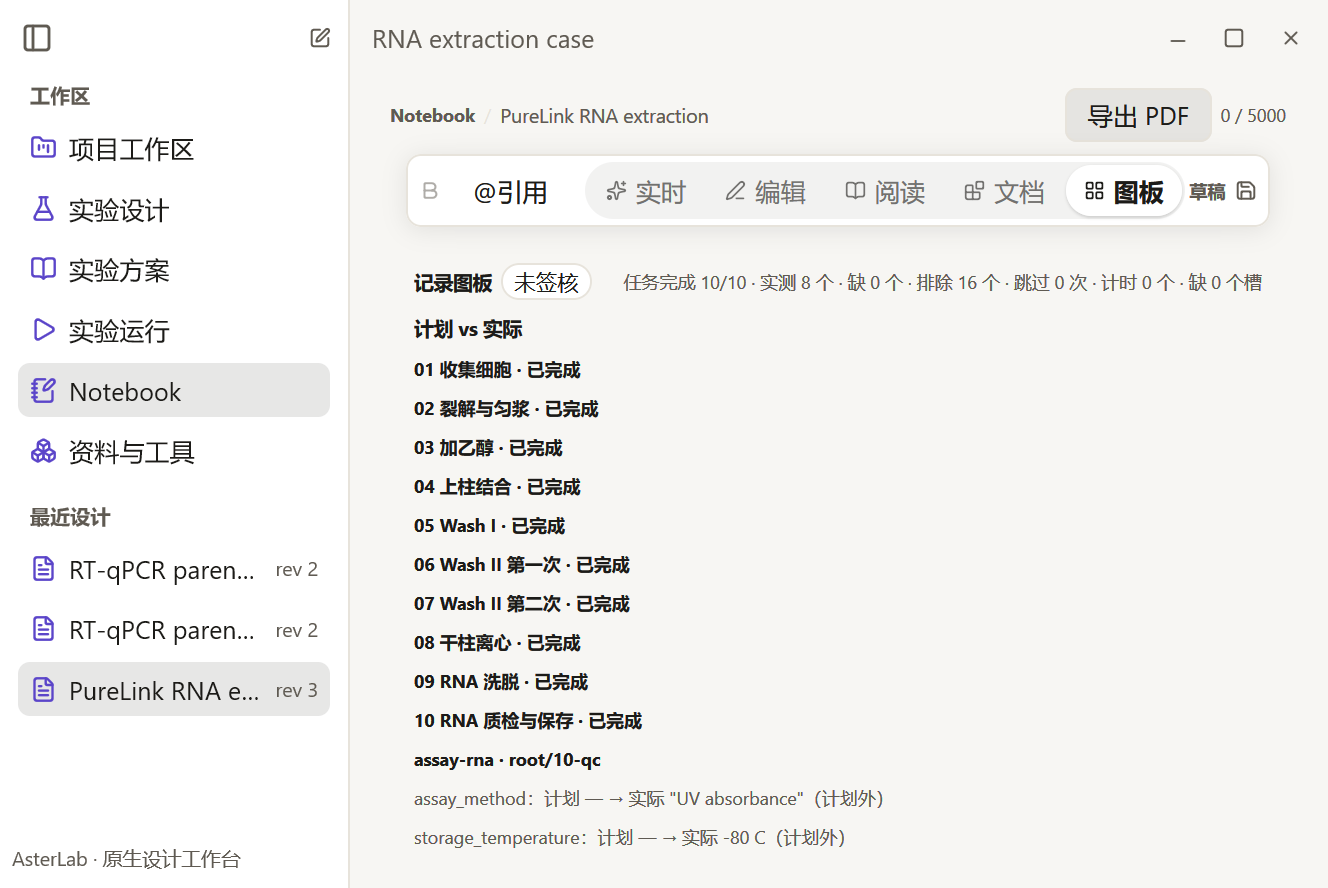 RNA extraction case
工作区
项目工作区
实验设计
实验方案
实验运行
Notebook
资料与工具
最近设计
RT-qPCR paren... rev 2
RT-qPCR paren... rev 2
PureLink RNA e... rev 3
AsterLab · 原生设计工作台
Notebook / PureLink RNA extraction
导出 PDF 0 / 5000
B @引用 实时 编辑 阅读 文档 图板 草稿
记录图板 未签核 任务完成 10/10 · 实测 8 个 · 缺 0 个 · 排除 16 个 · 跳过 0 次 · 计时 0 个 · 缺 0 个槽
计划 vs 实际
01 收集细胞 · 已完成
02 裂解与匀浆 · 已完成
03 加乙醇 · 已完成
04 上柱结合 · 已完成
05 Wash I · 已完成
06 Wash II 第一次 · 已完成
07 Wash II 第二次 · 已完成
08 干柱离心 · 已完成
09 RNA 洗脱 · 已完成
10 RNA 质检与保存 · 已完成
assay-rna · root/10-qc
assay_method：计划 — → 实际 "UV absorbance"（计划外）
storage_temperature：计划 — → 实际 -80 C（计划外）